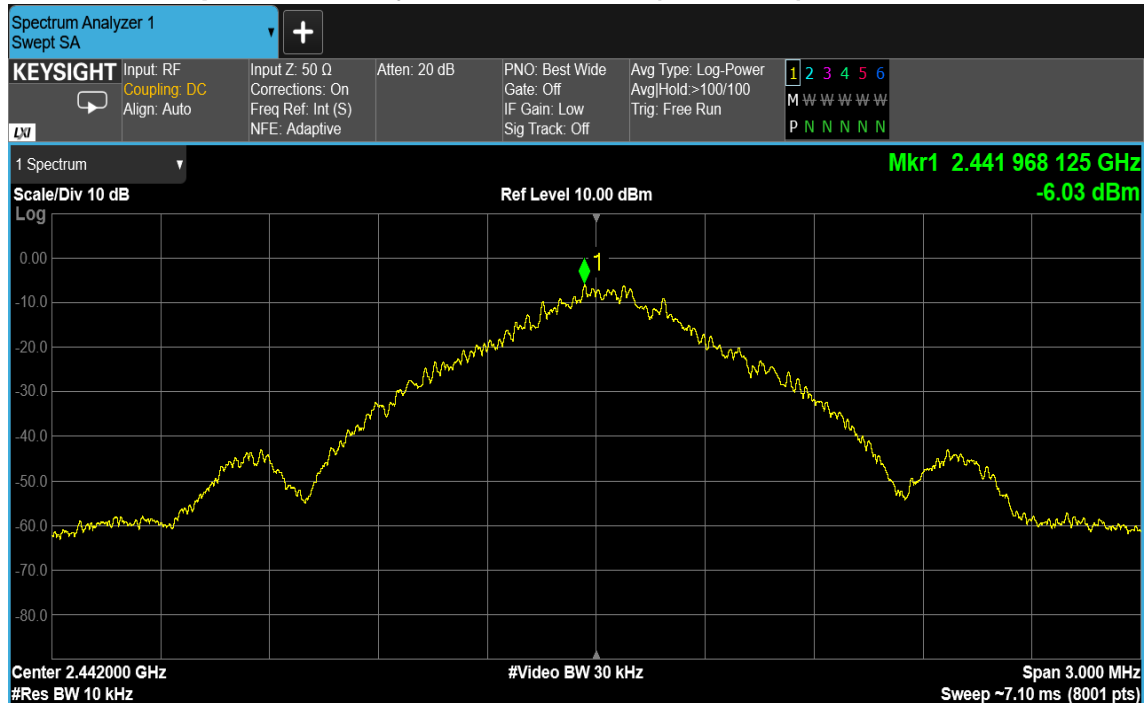 Spectrum Analyzer 1
Swept SA
+
KEYSIGHT
LXI
Input: RF
Coupling: DC
Align: Auto
Input Z: 50 Ω
Corrections: On
Freq Ref: Int (S)
NFE: Adaptive
Atten: 20 dB
PNO: Best Wide
Gate: Off
IF Gain: Low
Sig Track: Off
Avg Type: Log-Power
Avg|Hold:>100/100
Trig: Free Run
1 2 3 4 5 6
M W W W W W
P N N N N N
1 Spectrum
Mkr1 2.441 968 125 GHz
Scale/Div 10 dB
Ref Level 10.00 dBm
-6.03 dBm
Log
1
0.00
-10.0
-20.0
-30.0
-40.0
-50.0
-60.0
-70.0
-80.0
Center 2.442000 GHz
#Video BW 30 kHz
Span 3.000 MHz
#Res BW 10 kHz
Sweep ~7.10 ms (8001 pts)